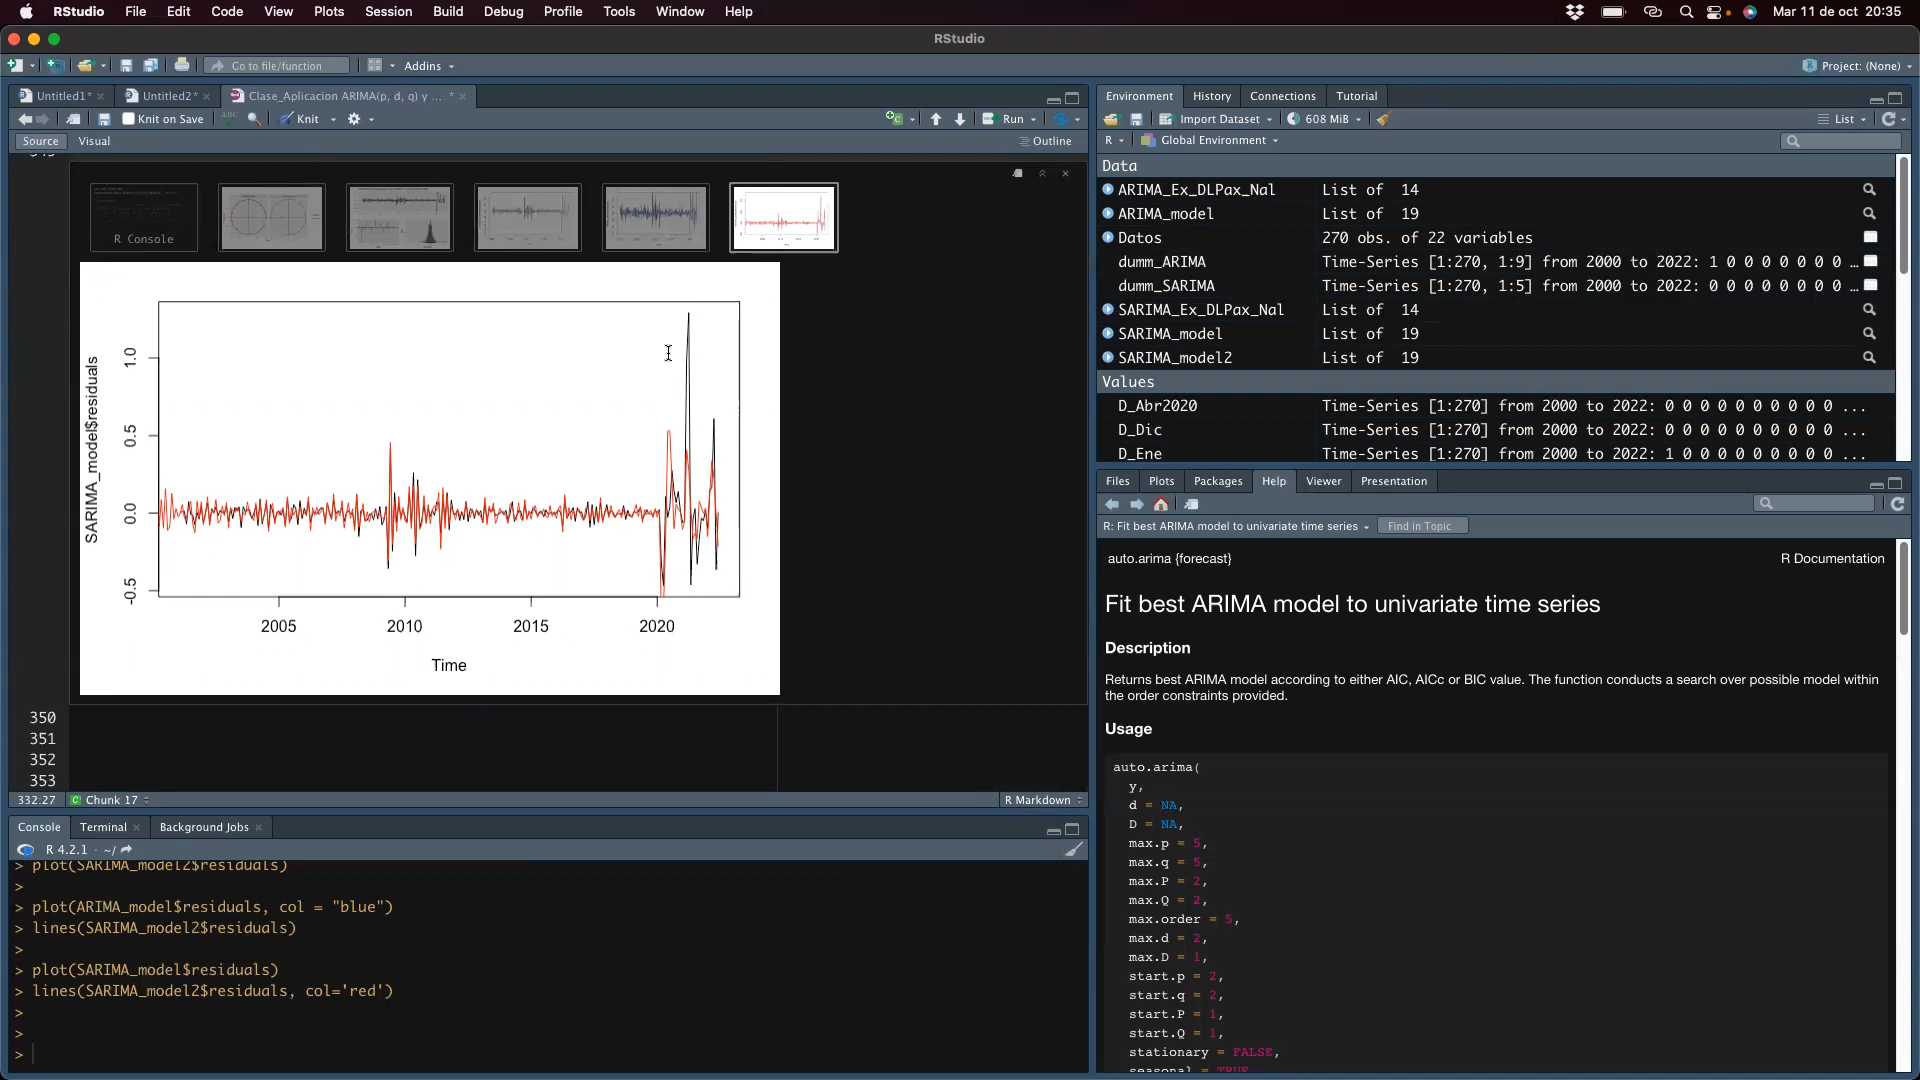 RStudio File Edit Code View Plots Session Build Debug Profile Tools Window Help Mar 11 de oct 20:35
RStudio
Go to file/function Addins Project: (None)
Untitled1* Untitled2* Clase_Aplicacion ARIMA(p, d, q) y ... *
Knit on Save ABC Knit Run
Source Visual Outline
R Console
SARIMA_model$residuals
1.0
0.5
0.0
-0.5
2005 2010 2015 2020
Time
350
351
352
353
332:27 Chunk 17 R Markdown
Console Terminal Background Jobs
R 4.2.1 · ~/
> plot(SARIMA_model2$residuals)
>
> plot(ARIMA_model$residuals, col = "blue")
> lines(SARIMA_model2$residuals)
>
> plot(SARIMA_model$residuals)
> lines(SARIMA_model2$residuals, col='red')
>
>
>
Environment History Connections Tutorial
Import Dataset 608 MiB List
R Global Environment
Data
ARIMA_Ex_DLPax_Nal List of 14
ARIMA_model List of 19
Datos 270 obs. of 22 variables
dumm_ARIMA Time-Series [1:270, 1:9] from 2000 to 2022: 1 0 0 0 0 0 0 0 …
dumm_SARIMA Time-Series [1:270, 1:5] from 2000 to 2022: 0 0 0 0 0 0 0 0 …
SARIMA_Ex_DLPax_Nal List of 14
SARIMA_model List of 19
SARIMA_model2 List of 19
Values
D_Abr2020 Time-Series [1:270] from 2000 to 2022: 0 0 0 0 0 0 0 0 0 0 ...
D_Dic Time-Series [1:270] from 2000 to 2022: 0 0 0 0 0 0 0 0 0 0 ...
D_Ene Time-Series [1:270] from 2000 to 2022: 1 0 0 0 0 0 0 0 0 0 ...
Files Plots Packages Help Viewer Presentation
R: Fit best ARIMA model to univariate time series Find in Topic
auto.arima {forecast} R Documentation
Fit best ARIMA model to univariate time series
Description
Returns best ARIMA model according to either AIC, AICc or BIC value. The function conducts a search over possible model within
the order constraints provided.
Usage
auto.arima(
y,
d = NA,
D = NA,
max.p = 5,
max.q = 5,
max.P = 2,
max.Q = 2,
max.order = 5,
max.d = 2,
max.D = 1,
start.p = 2,
start.q = 2,
start.P = 1,
start.Q = 1,
stationary = FALSE,
seasonal = TRUE